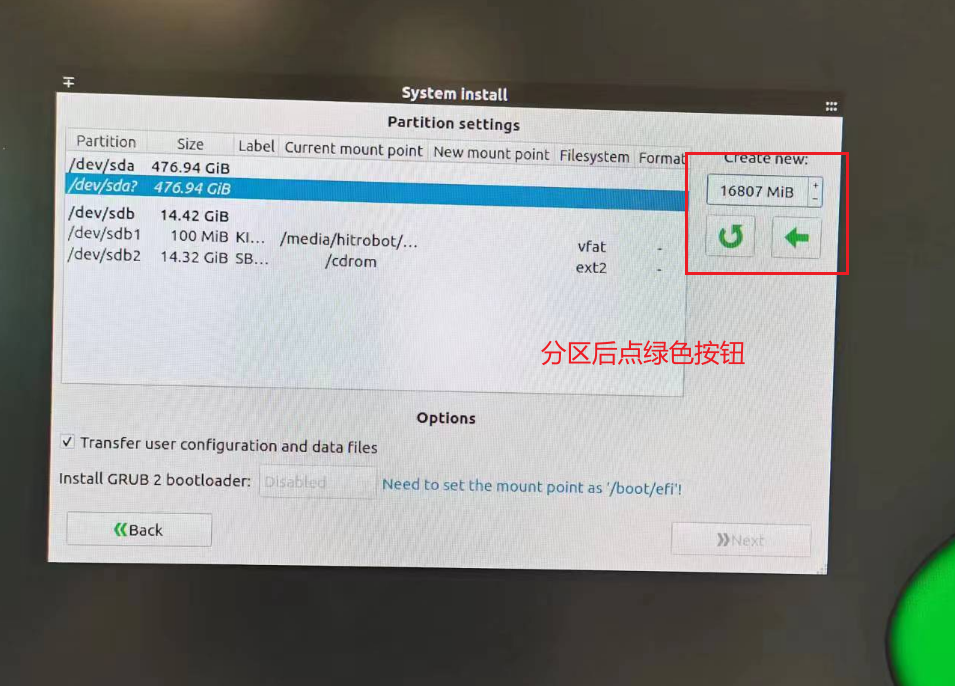 System install
Partition settings
Partition Size Label Current mount point New mount point Filesystem Format
Create new:
/dev/sda 476.94 GiB
/dev/sda? 476.94 GiB
16807 MiB
/dev/sdb 14.42 GiB
/dev/sdb1 100 MiB KI... /media/hitrobot/... vfat -
/dev/sdb2 14.32 GiB SB... /cdrom ext2 -
分区后点绿色按钮
Options
✓ Transfer user configuration and data files
Install GRUB 2 bootloader: Disabled Need to set the mount point as '/boot/efi'!
Back
Next